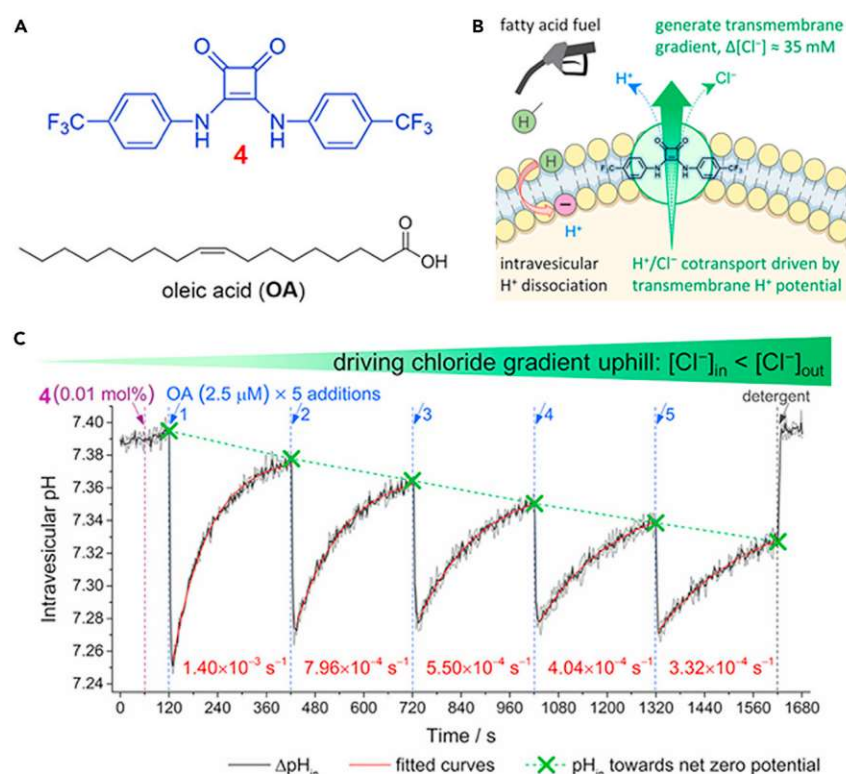 A
O
O
F₃C
N
H
N
H
CF₃
4
O
OH
oleic acid (OA)
B
fatty acid fuel
generate transmembrane
gradient, Δ[Cl⁻] ≈ 35 mM
H⁺
Cl⁻
H
H
−
H⁺
intravesicular
H⁺ dissociation
H⁺/Cl⁻ cotransport driven by
transmembrane H⁺ potential
C
driving chloride gradient uphill: [Cl⁻]in < [Cl⁻]out
4 (0.01 mol%)
OA (2.5 μM) × 5 additions
detergent
1
2
3
4
5
Intravesicular pH
7.40
7.38
7.36
7.34
7.32
7.30
7.28
7.26
7.24
1.40×10⁻³ s⁻¹
7.96×10⁻⁴ s⁻¹
5.50×10⁻⁴ s⁻¹
4.04×10⁻⁴ s⁻¹
3.32×10⁻⁴ s⁻¹
0 120 240 360 480 600 720 840 960 1080 1200 1320 1440 1560 1680
Time / s
ΔpHin
fitted curves
pHin towards net zero potential